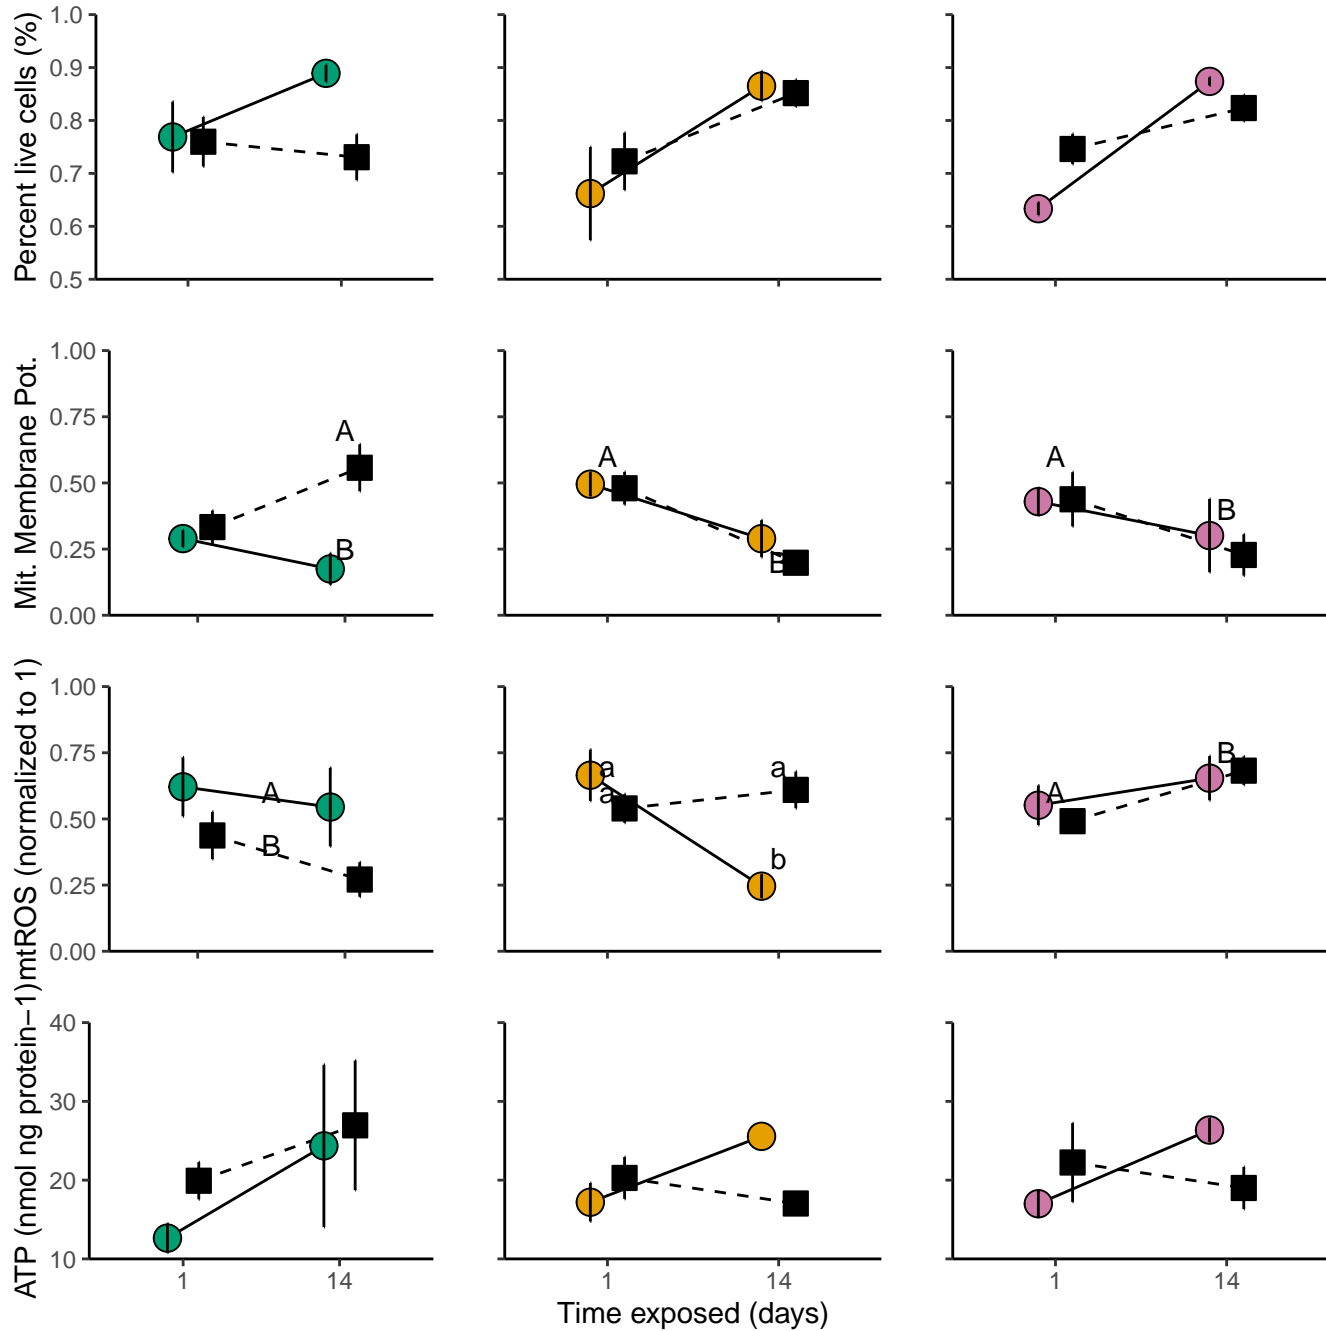 Percent live cells (%)
1.0
0.9
0.8
0.7
0.6
0.5
Mit. Membrane Pot.
1.00
0.75
0.50
0.25
0.00
A
B
A
B
A
B
mtROS (normalized to 1)
1.00
0.75
0.50
0.25
0.00
A
B
a
a
a
b
A
B
ATP (nmol ng protein−1)
40
30
20
10
1
14
1
14
1
14
Time exposed (days)